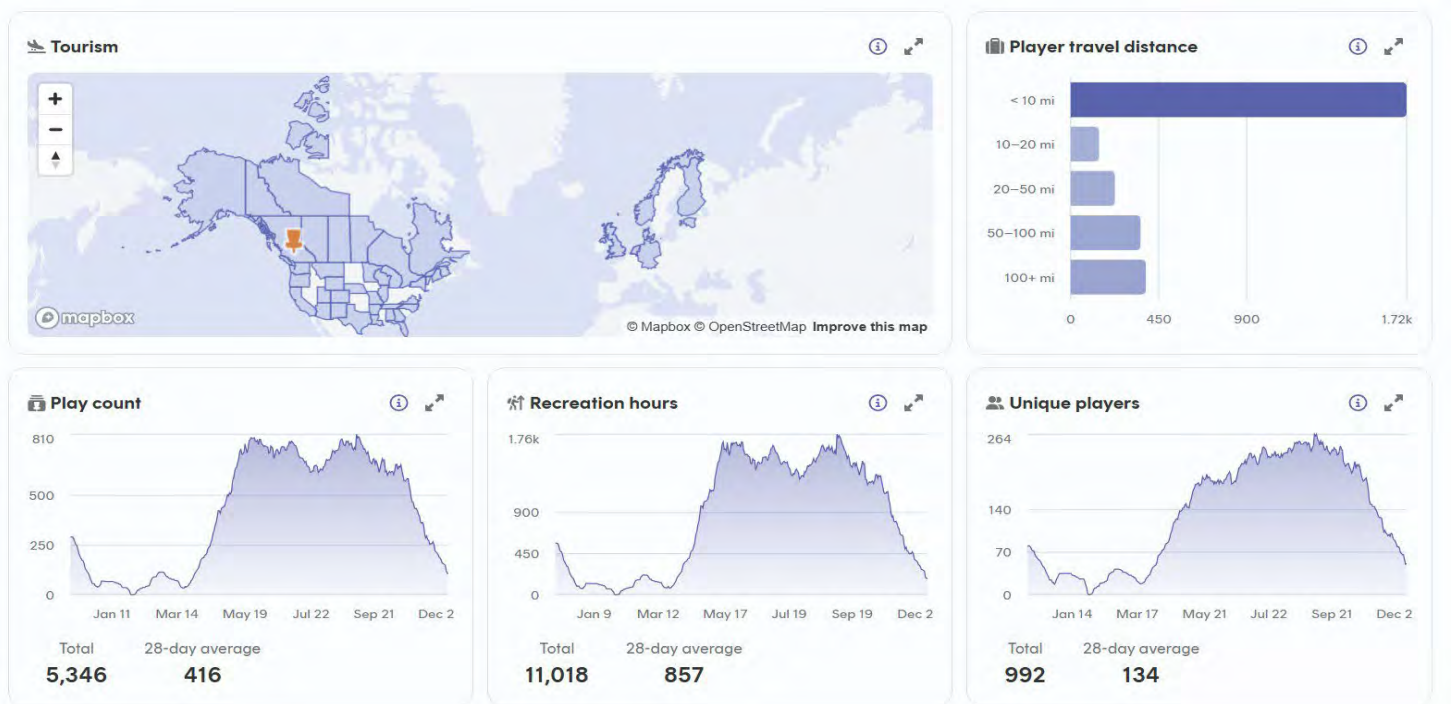 Tourism
+
−
mapbox
© Mapbox © OpenStreetMap Improve this map
Player travel distance
< 10 mi
10–20 mi
20–50 mi
50–100 mi
100+ mi
0 450 900 1.72k
Play count
810
500
250
0
Jan 11 Mar 14 May 19 Jul 22 Sep 21 Dec 2
Total 28-day average
5,346 416
Recreation hours
1.76k
900
450
0
Jan 9 Mar 12 May 17 Jul 19 Sep 19 Dec 2
Total 28-day average
11,018 857
Unique players
264
140
70
0
Jan 14 Mar 17 May 21 Jul 22 Sep 21 Dec 2
Total 28-day average
992 134